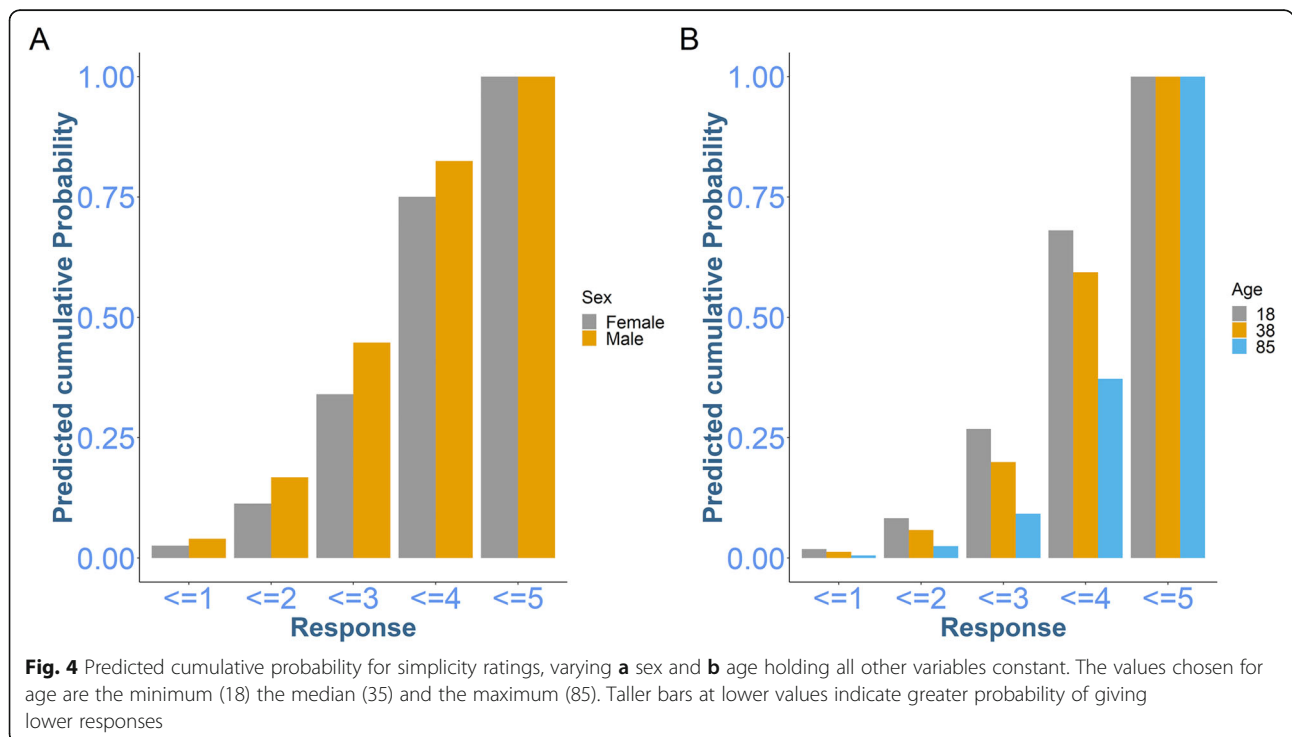 A
Predicted cumulative Probability
1.00
0.75
0.50
0.25
0.00
<=1 <=2 <=3 <=4 <=5
Response
Sex
Female
Male
B
Predicted cumulative Probability
1.00
0.75
0.50
0.25
0.00
<=1 <=2 <=3 <=4 <=5
Response
Age
18
38
85
Fig. 4 Predicted cumulative probability for simplicity ratings, varying a sex and b age holding all other variables constant. The values chosen for
age are the minimum (18) the median (35) and the maximum (85). Taller bars at lower values indicate greater probability of giving
lower responses